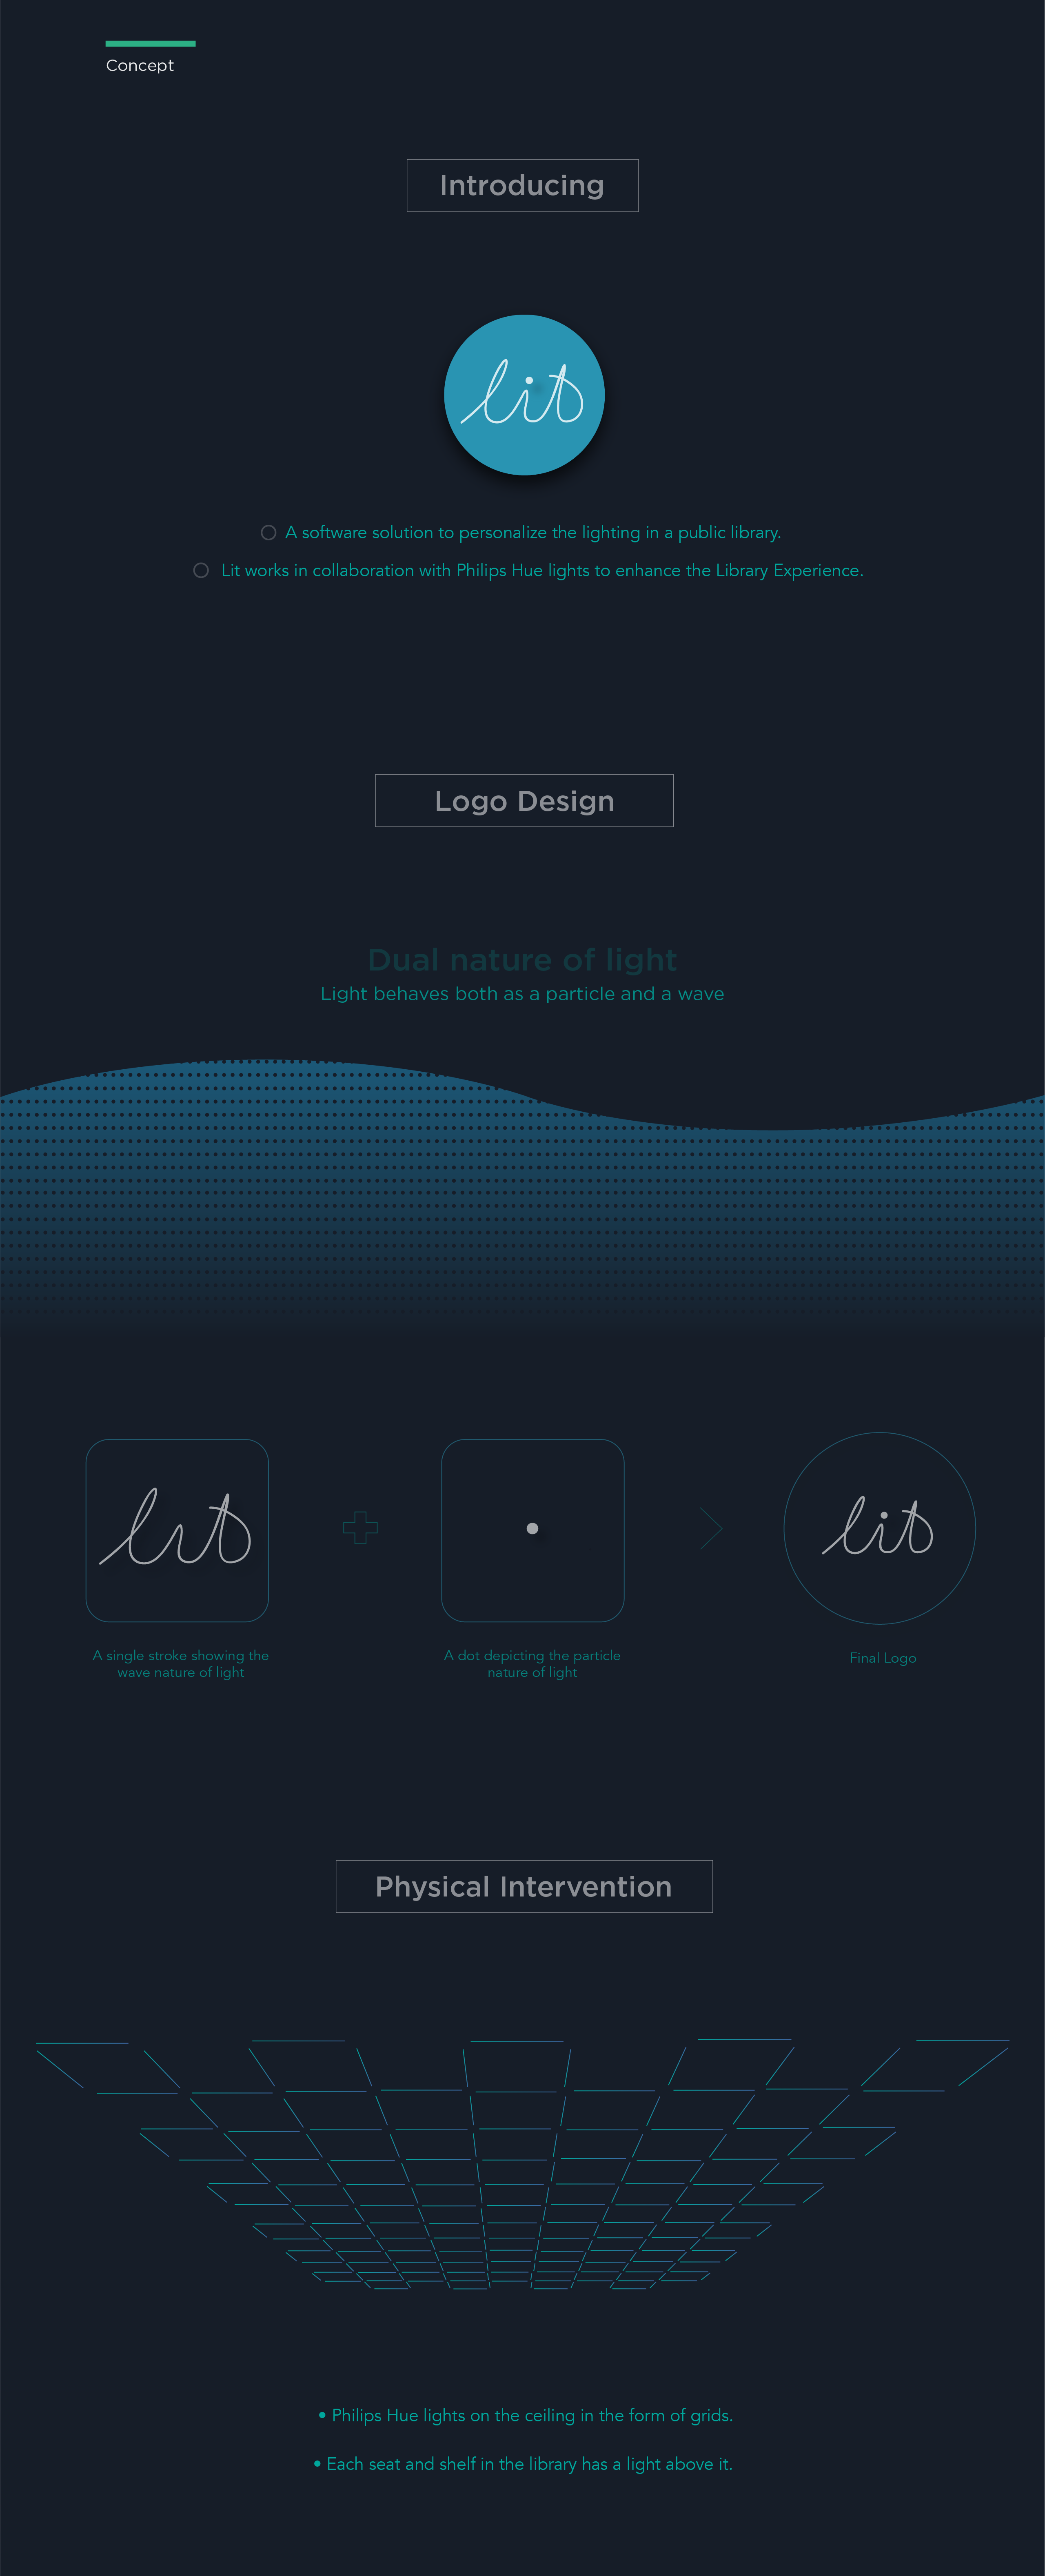 Concept
Introducing
lit
A software solution to personalize the lighting in a public library.
Lit works in collaboration with Philips Hue lights to enhance the Library Experience.
Logo Design
Dual nature of light
Light behaves both as a particle and a wave
lit
lit
A single stroke showing the
wave nature of light
A dot depicting the particle
nature of light
Final Logo
Physical Intervention
• Philips Hue lights on the ceiling in the form of grids.
• Each seat and shelf in the library has a light above it.